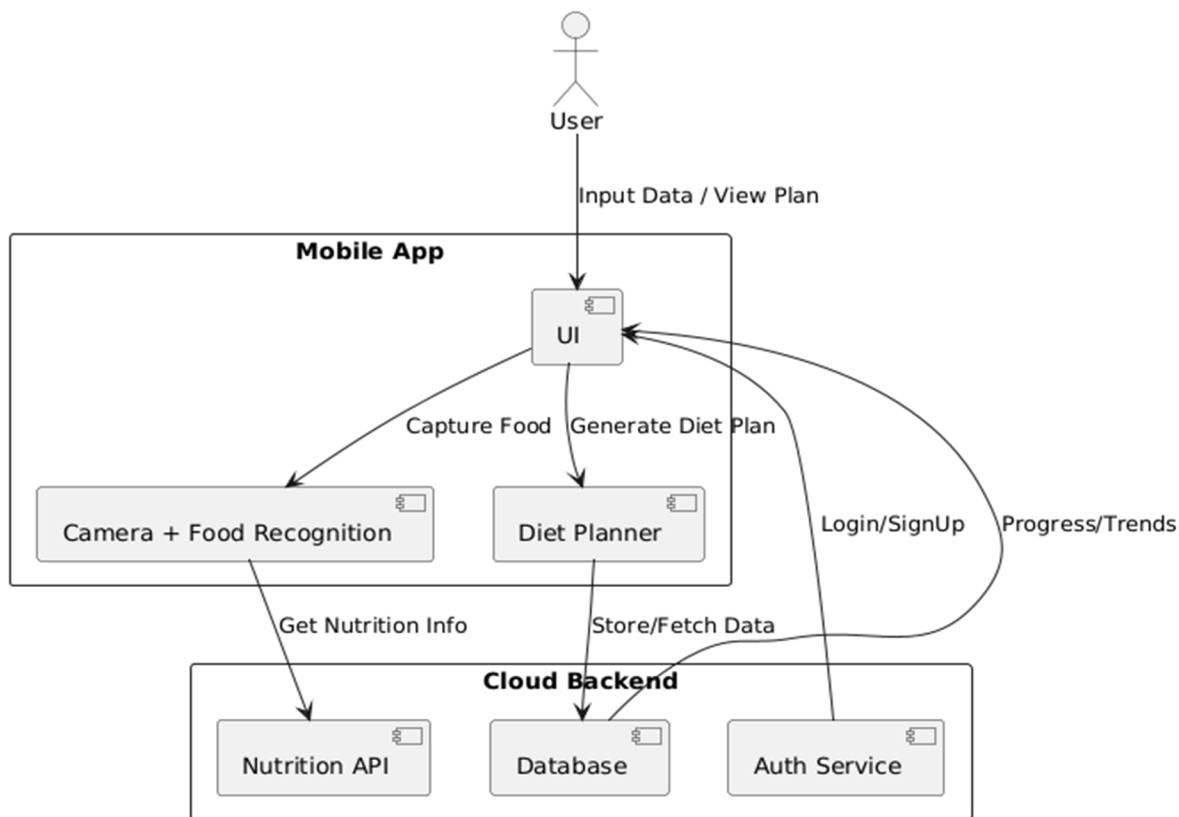 User
Input Data / View Plan
Mobile App
UI
Capture Food
Generate Diet Plan
Camera + Food Recognition
Diet Planner
Login/SignUp
Progress/Trends
Get Nutrition Info
Store/Fetch Data
Cloud Backend
Nutrition API
Database
Auth Service